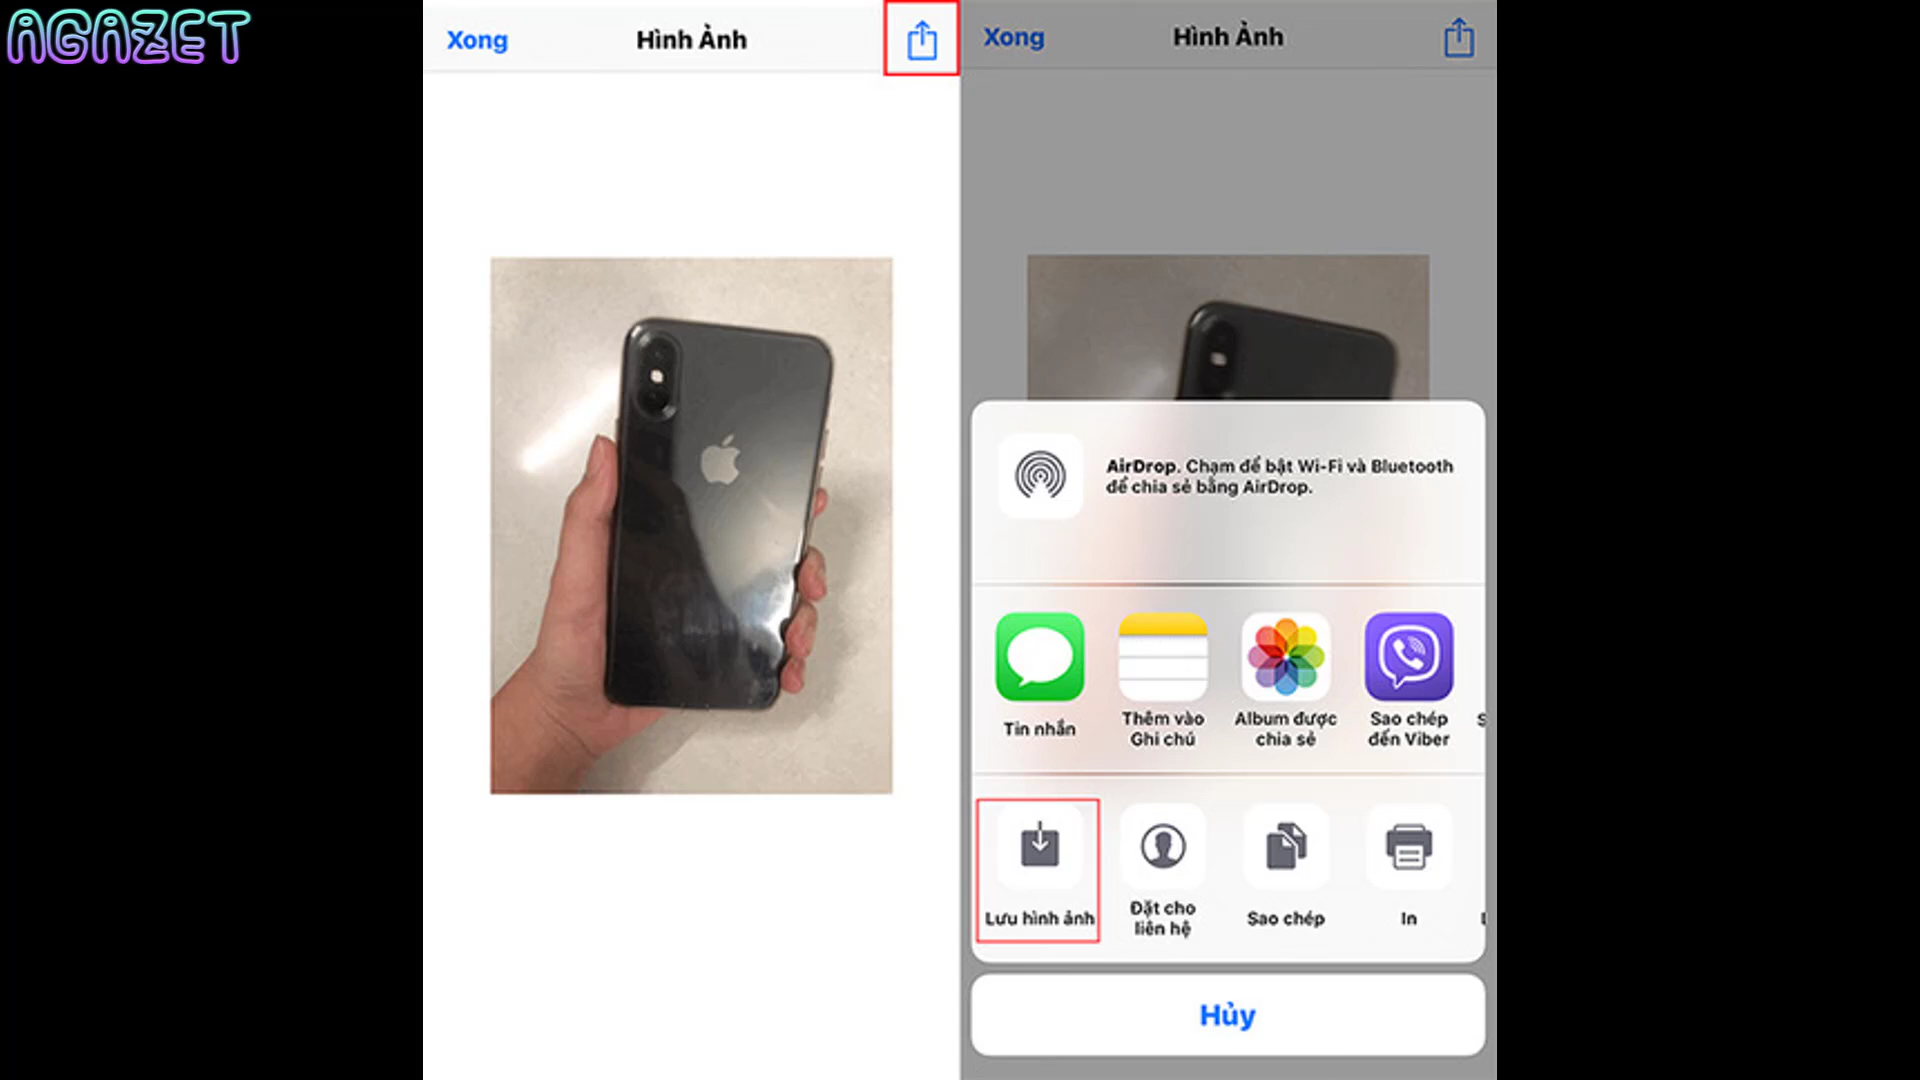 AGAZET
Xong
Hình Ảnh
Xong
Hình Ảnh
AirDrop. Chạm để bật Wi-Fi và Bluetooth
để chia sẻ bằng AirDrop.
Tin nhắn
Thêm vào
Ghi chú
Album được
chia sẻ
Sao chép
đến Viber
Lưu hình ảnh
Đặt cho
liên hệ
Sao chép
In
Hủy